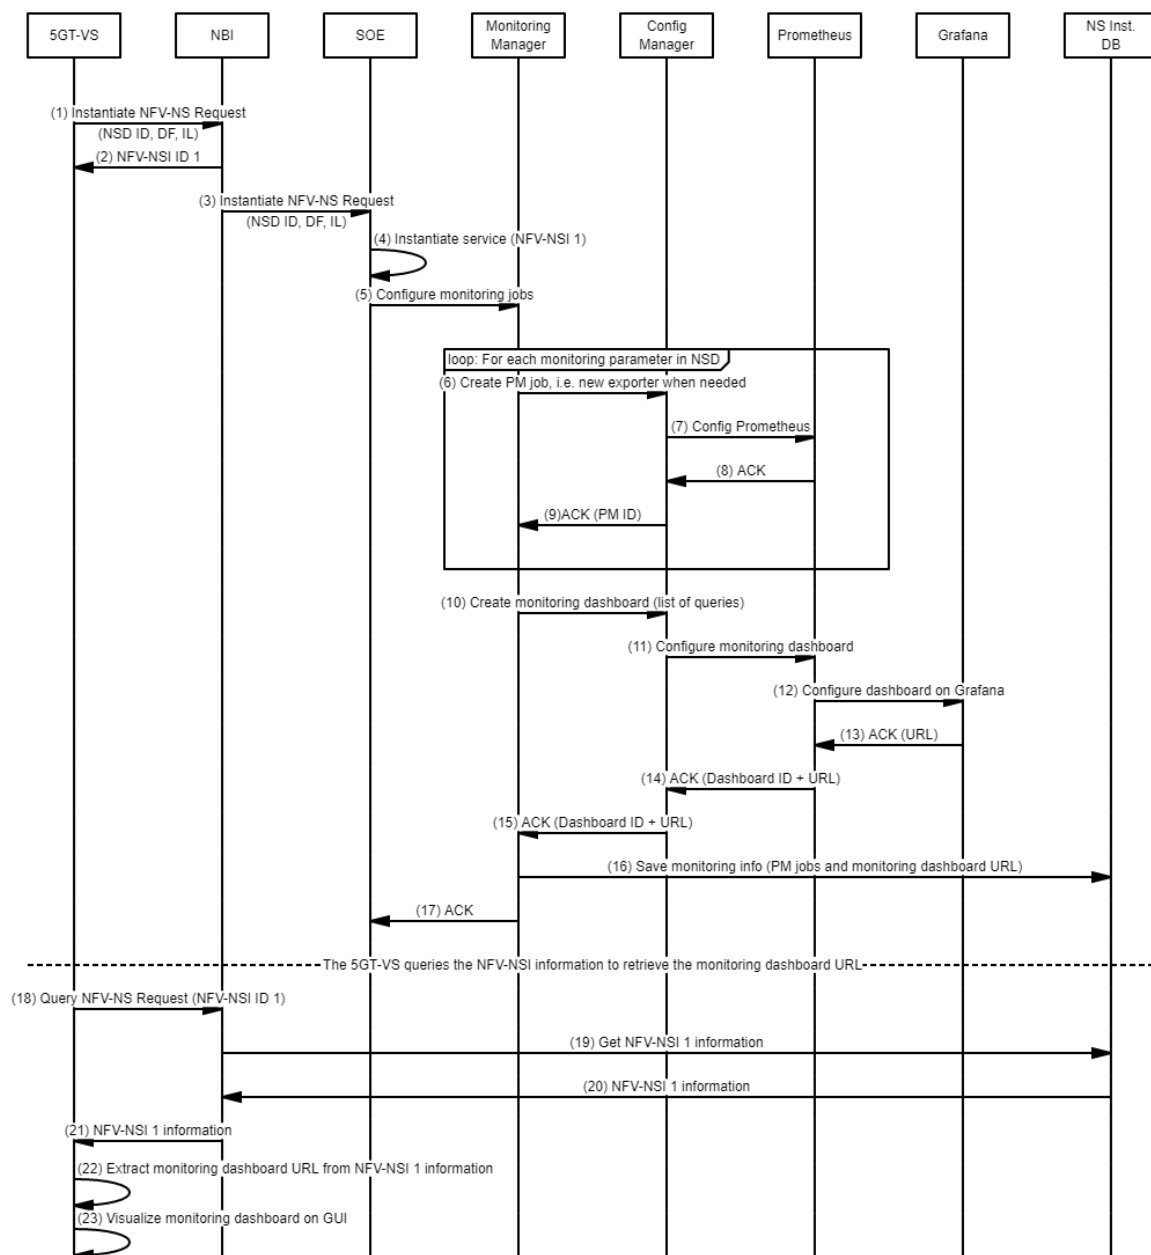 5GT-VS
NBI
SOE
Monitoring
Manager
Config
Manager
Prometheus
Grafana
NS Inst.
DB
(1) Instantiate NFV-NS Request
(NSD ID, DF, IL)
(2) NFV-NSI ID 1
(3) Instantiate NFV-NS Request
(NSD ID, DF, IL)
(4) Instantiate service (NFV-NSI 1)
(5) Configure monitoring jobs
loop: For each monitoring parameter in NSD
(6) Create PM job, i.e. new exporter when needed
(7) Config Prometheus
(8) ACK
(9)ACK (PM ID)
(10) Create monitoring dashboard (list of queries)
(11) Configure monitoring dashboard
(12) Configure dashboard on Grafana
(13) ACK (URL)
(14) ACK (Dashboard ID + URL)
(15) ACK (Dashboard ID + URL)
(16) Save monitoring info (PM jobs and monitoring dashboard URL)
(17) ACK
The 5GT-VS queries the NFV-NSI information to retrieve the monitoring dashboard URL
(18) Query NFV-NS Request (NFV-NSI ID 1)
(19) Get NFV-NSI 1 information
(20) NFV-NSI 1 information
(21) NFV-NSI 1 information
(22) Extract monitoring dashboard URL from NFV-NSI 1 information
(23) Visualize monitoring dashboard on GUI